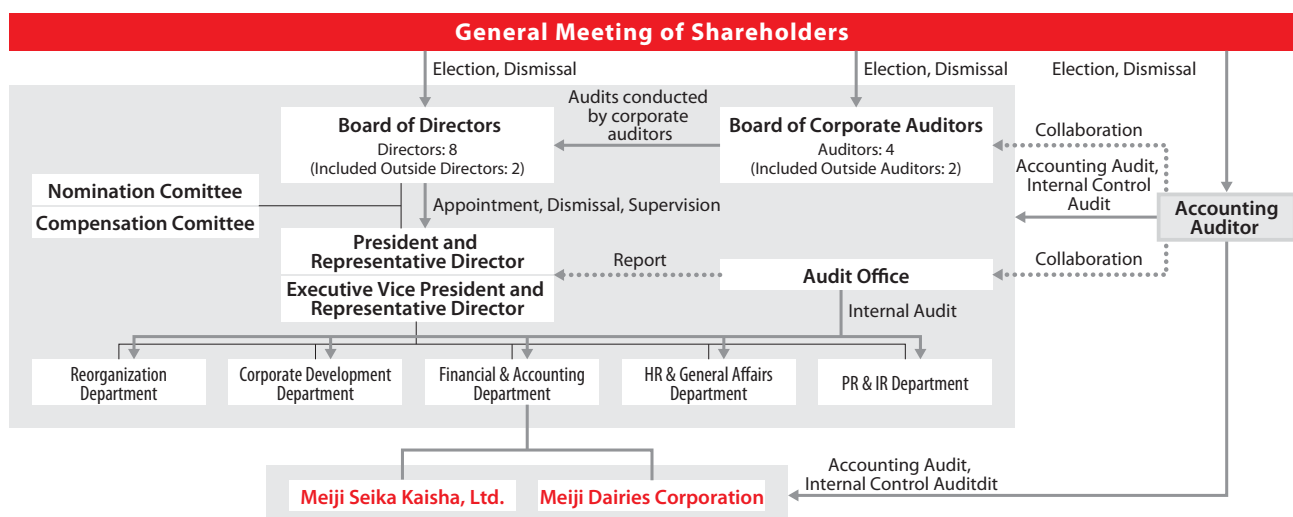 General Meeting of Shareholders
Election, Dismissal
Election, Dismissal
Election, Dismissal
Board of Directors
Directors: 8
(Included Outside Directors: 2)
Audits conducted
by corporate
auditors
Board of Corporate Auditors
Auditors: 4
(Included Outside Auditors: 2)
Collaboration
Accounting Audit,
Internal Control
Audit
Accounting
Auditor
Collaboration
Nomination Comittee
Compensation Comittee
Appointment, Dismissal, Supervision
President and
Representative Director
Executive Vice President and
Representative Director
Report
Audit Office
Internal Audit
Reorganization
Department
Corporate Development
Department
Financial & Accounting
Department
HR & General Affairs
Department
PR & IR Department
Meiji Seika Kaisha, Ltd.
Meiji Dairies Corporation
Accounting Audit,
Internal Control Auditdit